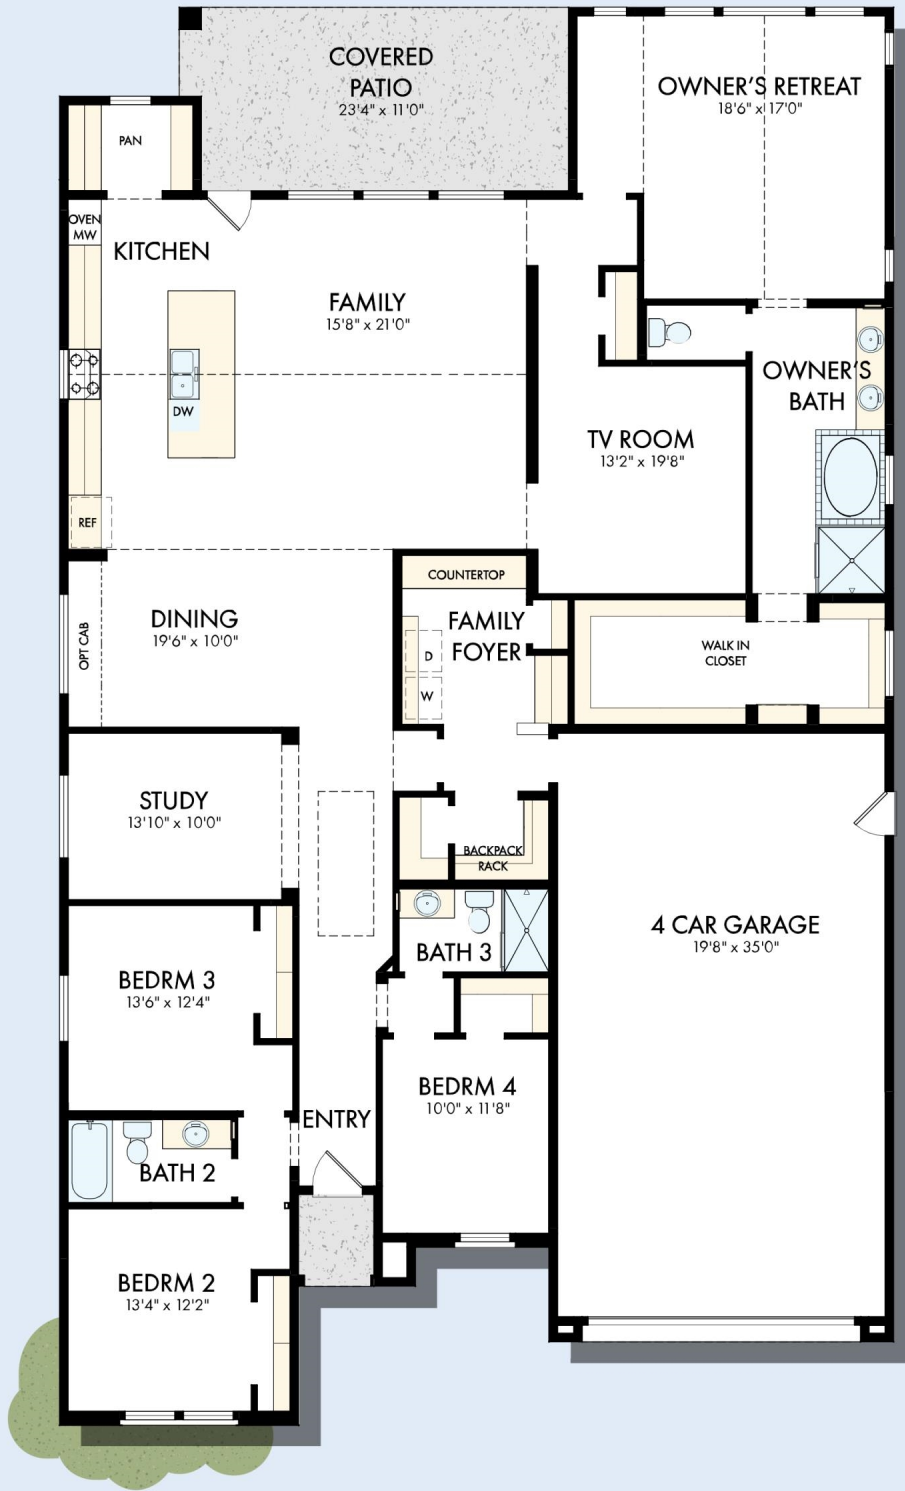 COVERED
PATIO
23'4" x 11'0"
OWNER'S RETREAT
18'6" x 17'0"
PAN
OVEN
MW
KITCHEN
FAMILY
15'8" x 21'0"
OWNER'S
BATH
DW
TV ROOM
13'2" x 19'8"
REF
COUNTERTOP
DINING
19'6" x 10'0"
OPT CAB
FAMILY
FOYER
D
W
WALK IN
CLOSET
STUDY
13'10" x 10'0"
BACKPACK
RACK
4 CAR GARAGE
19'8" x 35'0"
BATH 3
BEDRM 3
13'6" x 12'4"
BEDRM 4
10'0" x 11'8"
ENTRY
BATH 2
BEDRM 2
13'4" x 12'2"